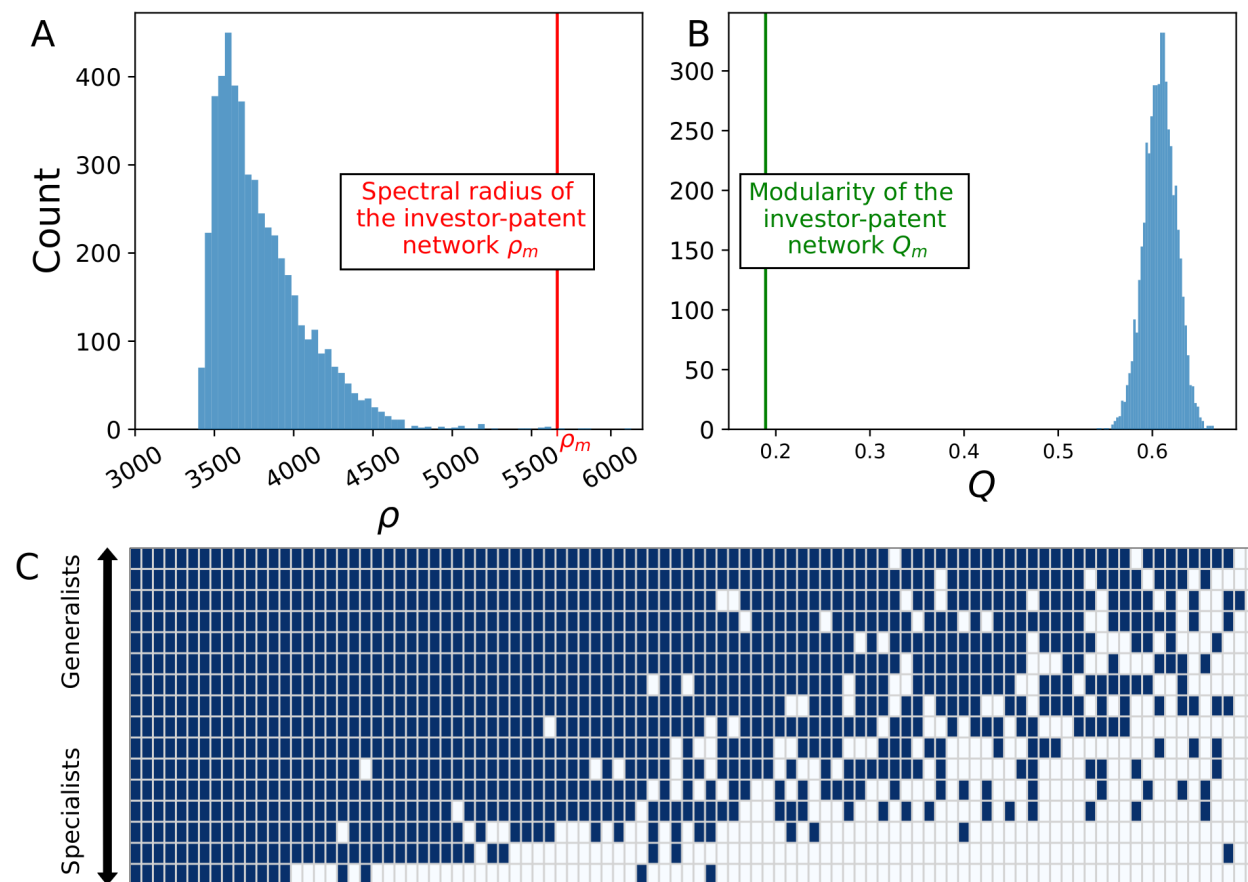 A
Count
400
300
200
100
0
Spectral radius of
the investor-patent
network ρm
ρm
3000 3500 4000 4500 5000 5500 6000
ρ
B
300
250
200
150
100
50
0
Modularity of the
investor-patent
network Qm
0.2 0.3 0.4 0.5 0.6
Q
C
Generalists
Specialists